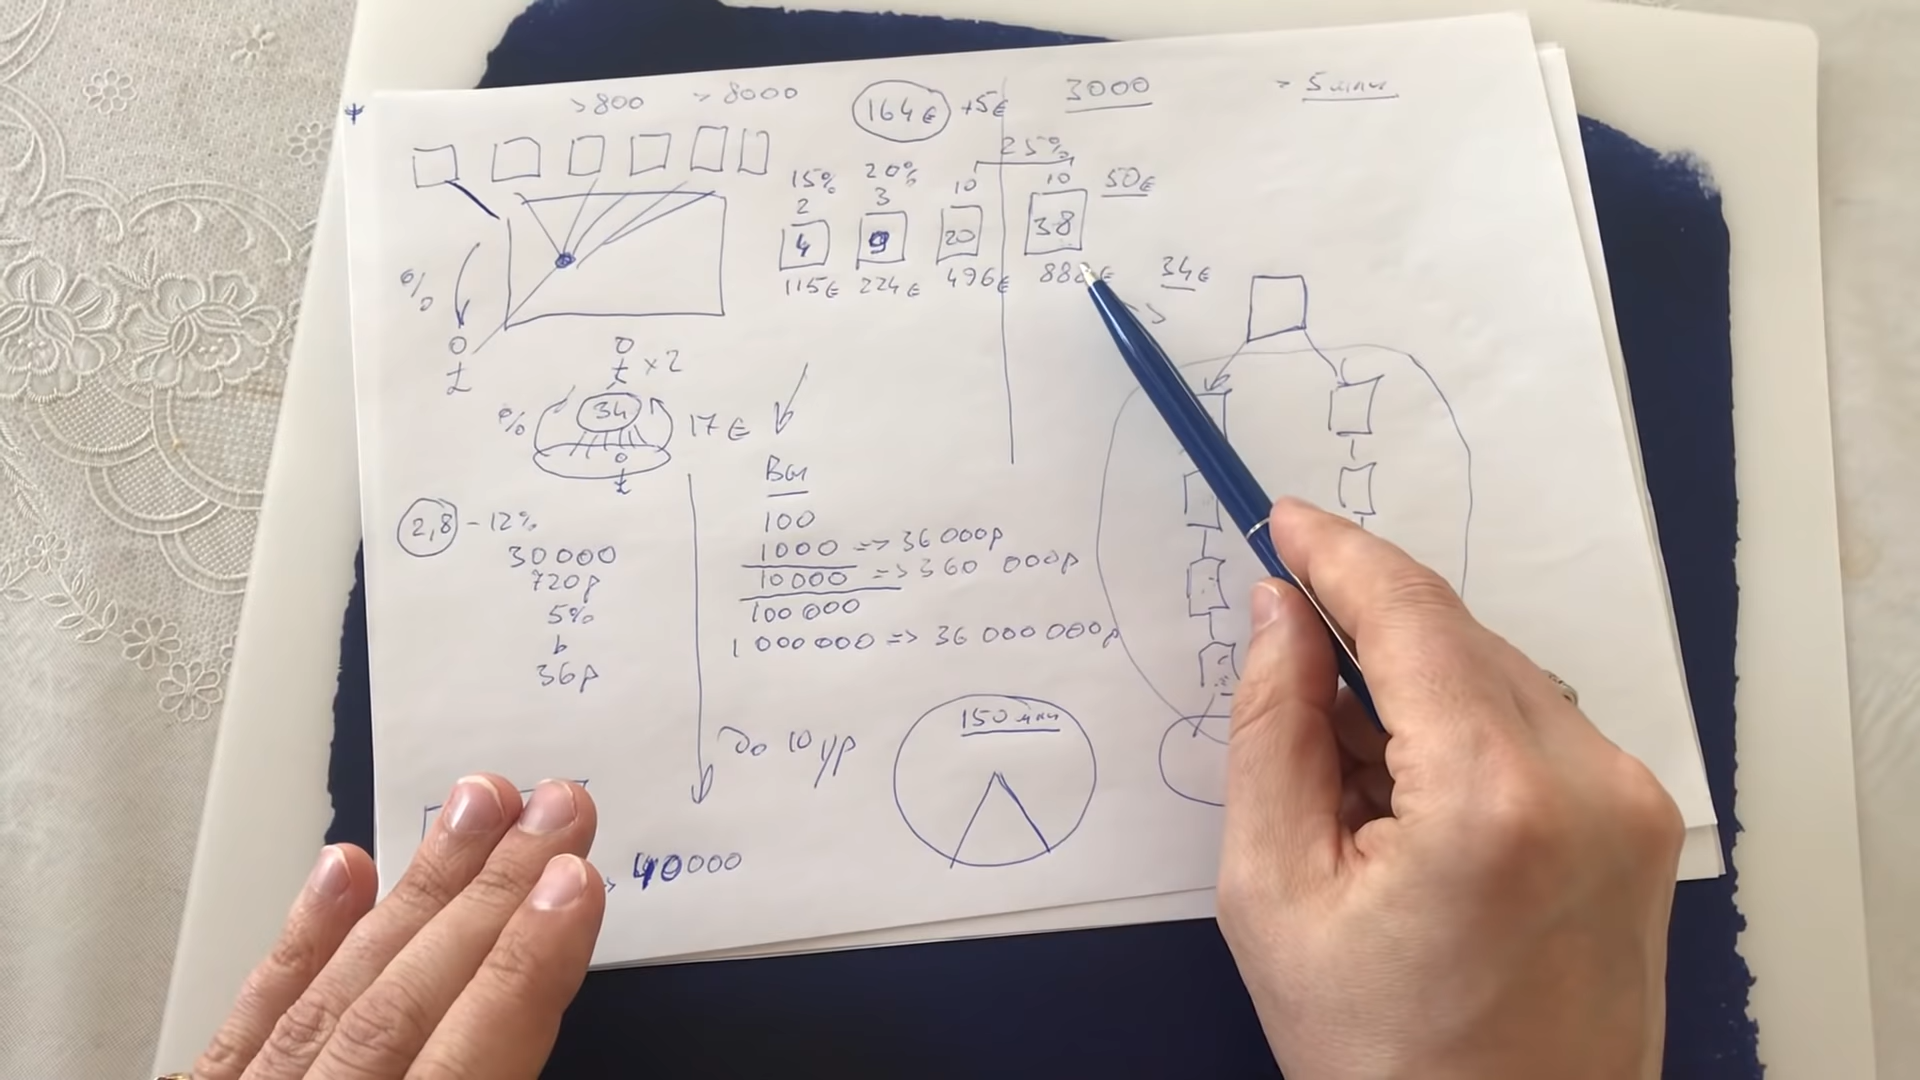 >800 >8000
164€ +5€
3000
> 5 млн
25%
15% 20%
2 3 10 10 50€
4 9 20 38
115€ 224€ 496€ 34€
%
x2
% 34 17€
Вы
2,8 - 12%
30000
720р
5%
36р
100
1000 => 36 000р
10000 => 360 000р
100 000
1 000 000 => 36 000 000р
до 10 ур
150 млн
40000